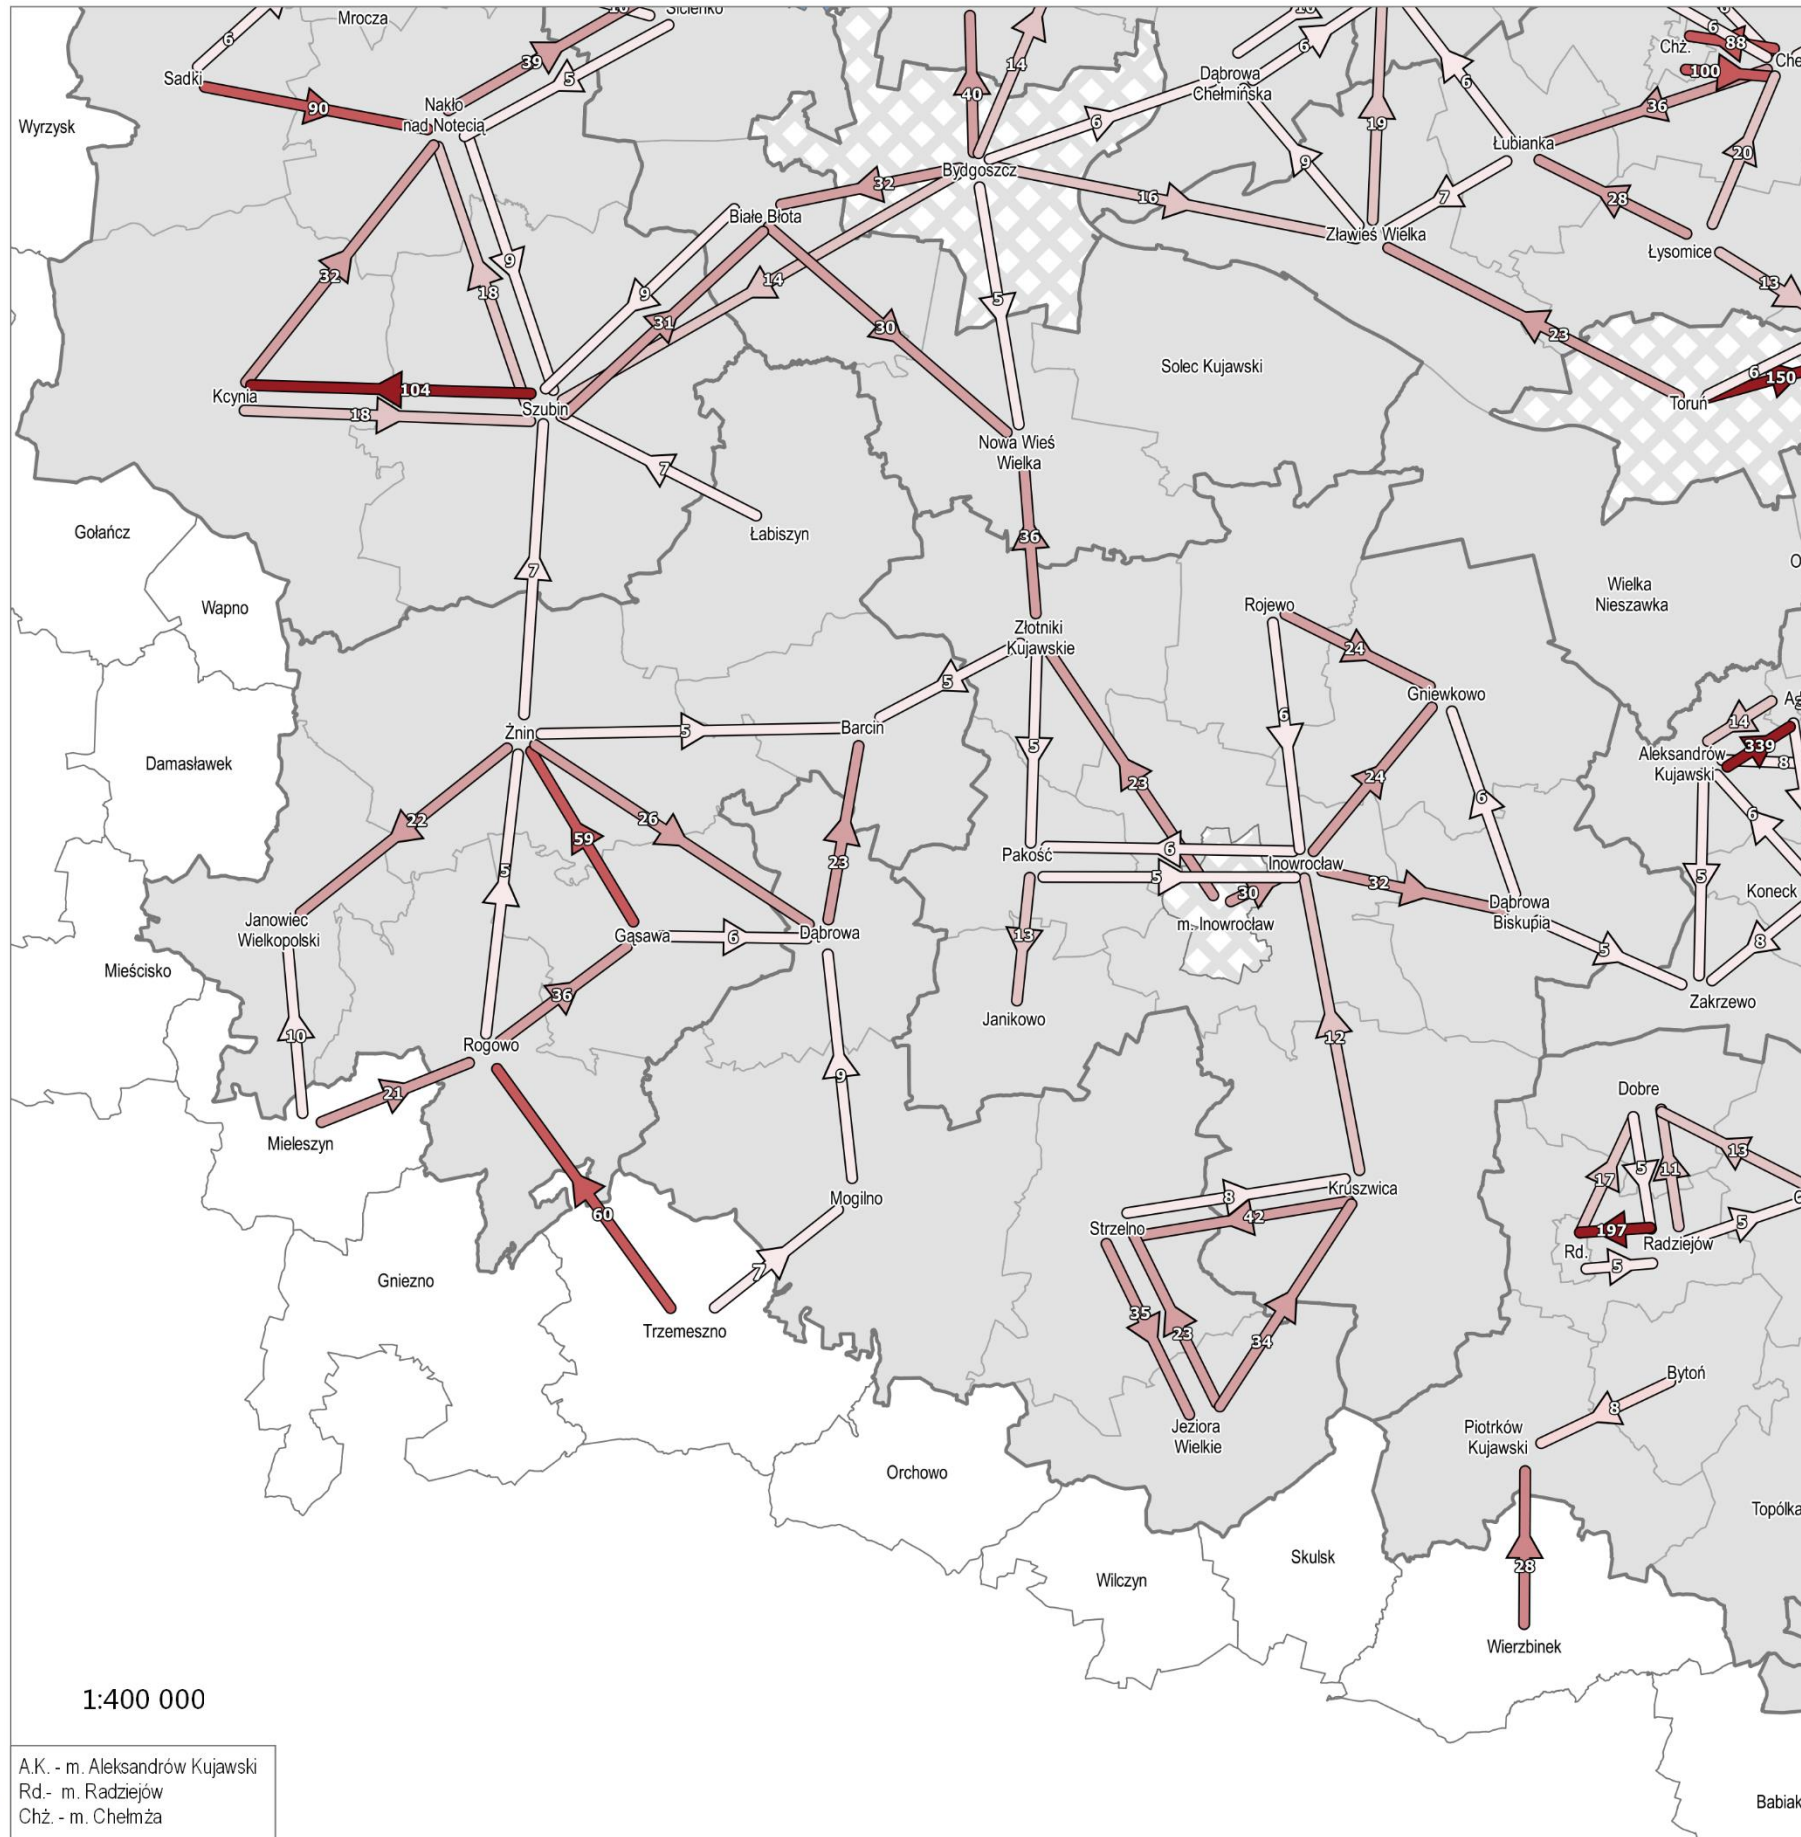 Mrocza
Sicienko
10
6
Sadki
90
39
5
Nakło
nad Notecią
Wyrzysk
40
14
16
6
Dąbrowa
Chełmińska
6
19
6
Chż.
88
100
36
Łubianka
20
Bydgoszcz
6
9
7
28
32
16
Białe Błota
Zławieś Wielka
Łysomice
13
9
18
32
9
14
31
30
5
23
Solec Kujawski
6
150
Toruń
Kcynia
104
18
Szubin
7
Nowa Wieś
Wielka
Łabiszyn
Gołańcz
Wapno
7
36
Wielka
Nieszawka
Rojewo
24
Złotniki
Kujawskie
5
Gniewkowo
Damasławek
Żnin
5
Barcin
5
6
23
24
6
14
339
8
Aleksandrów
Kujawski
6
22
26
59
23
5
Pakość
6
5
Inowrocław
30
32
m. Inowrocław
Dąbrowa
Biskupia
5
Koneck
8
5
Janowiec
Wielkopolski
Gąsawa
6
Dąbrowa
13
Mieścisko
36
Janikowo
Zakrzewo
10
Rogowo
12
9
21
Mieleszyn
Dobre
17
5
11
13
197
Rd.
Radziejów
5
5
60
Mogilno
Kruszwica
8
42
Strzelno
7
Gniezno
Trzemeszno
35
23
34
Bytoń
8
Jeziora
Wielkie
Piotrków
Kujawski
Orchowo
Topólka
Skulsk
28
Wilczyn
Wierzbinek
1:400 000
A.K. - m. Aleksandrów Kujawski
Rd.- m. Radziejów
Chż. - m. Chełmża
Babiak